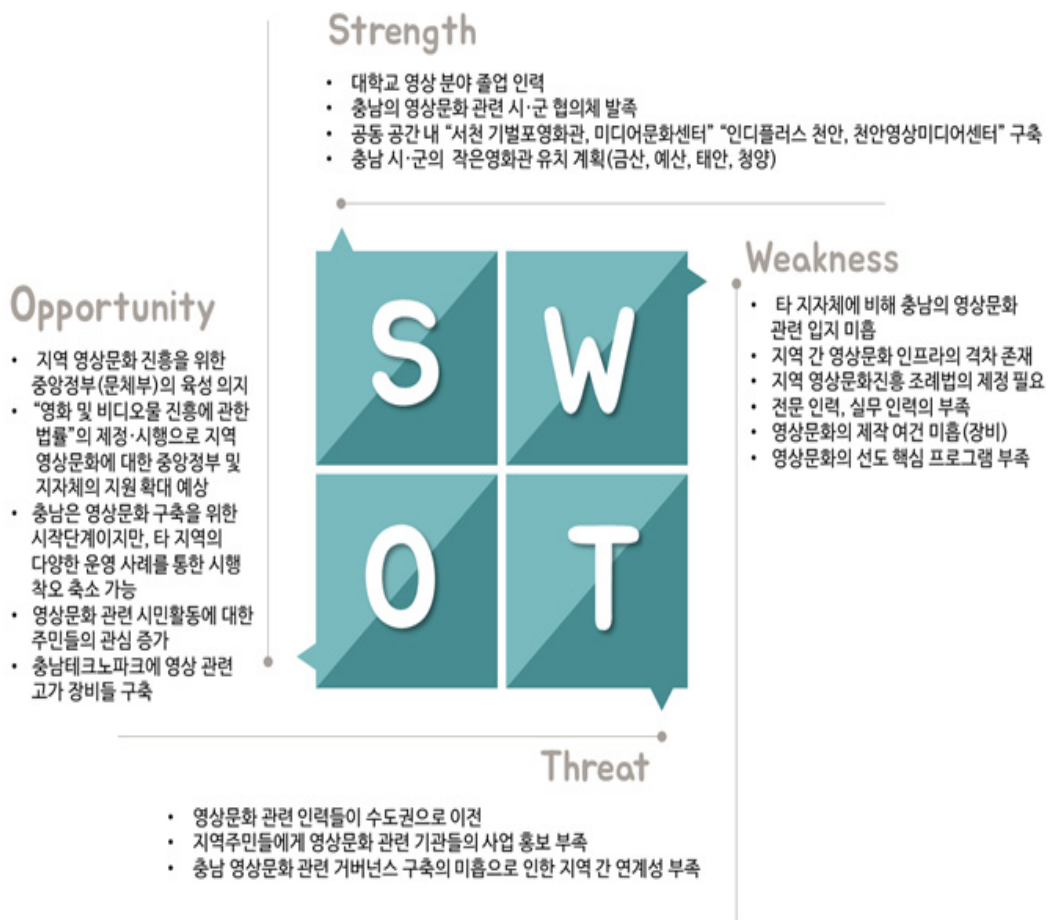 Strength
• 대학교 영상 분야 졸업 인력
• 충남의 영상문화 관련 시·군 협의체 발족
• 공동 공간 내 “서천 기벌포영화관, 미디어문화센터” “인디플러스 천안, 천안영상미디어센터” 구축
• 충남 시·군의 작은영화관 유치 계획(금산, 예산, 태안, 청양)
Weakness
• 타 지자체에 비해 충남의 영상문화
관련 입지 미흡
• 지역 간 영상문화 인프라의 격차 존재
• 지역 영상문화진흥 조례법의 제정 필요
• 전문 인력, 실무 인력의 부족
• 영상문화의 제작 여건 미흡(장비)
• 영상문화의 선도 핵심 프로그램 부족
Opportunity
• 지역 영상문화 진흥을 위한
중앙정부(문체부)의 육성 의지
• “영화 및 비디오물 진흥에 관한
법률”의 제정·시행으로 지역
영상문화에 대한 중앙정부 및
지자체의 지원 확대 예상
• 충남은 영상문화 구축을 위한
시작단계이지만, 타 지역의
다양한 운영 사례를 통한 시행
착오 축소 가능
• 영상문화 관련 시민활동에 대한
주민들의 관심 증가
• 충남테크노파크에 영상 관련
고가 장비들 구축
S W
O T
Threat
• 영상문화 관련 인력들이 수도권으로 이전
• 지역주민들에게 영상문화 관련 기관들의 사업 홍보 부족
• 충남 영상문화 관련 거버넌스 구축의 미흡으로 인한 지역 간 연계성 부족